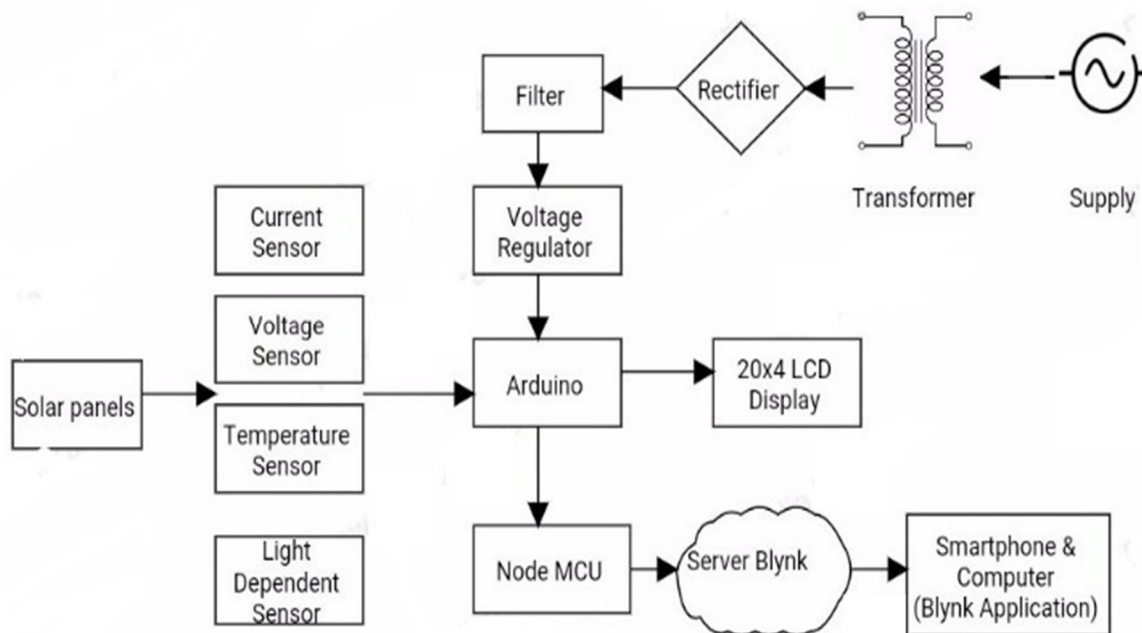 Filter
Rectifier
Transformer
Supply
Current
Sensor
Voltage
Regulator
Voltage
Sensor
Solar panels
Arduino
20x4 LCD
Display
Temperature
Sensor
Light
Dependent
Sensor
Node MCU
Server Blynk
Smartphone &
Computer
(Blynk Application)